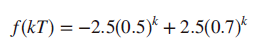 f(kT) = −2.5(0.5)ᵏ + 2.5(0.7)ᵏ